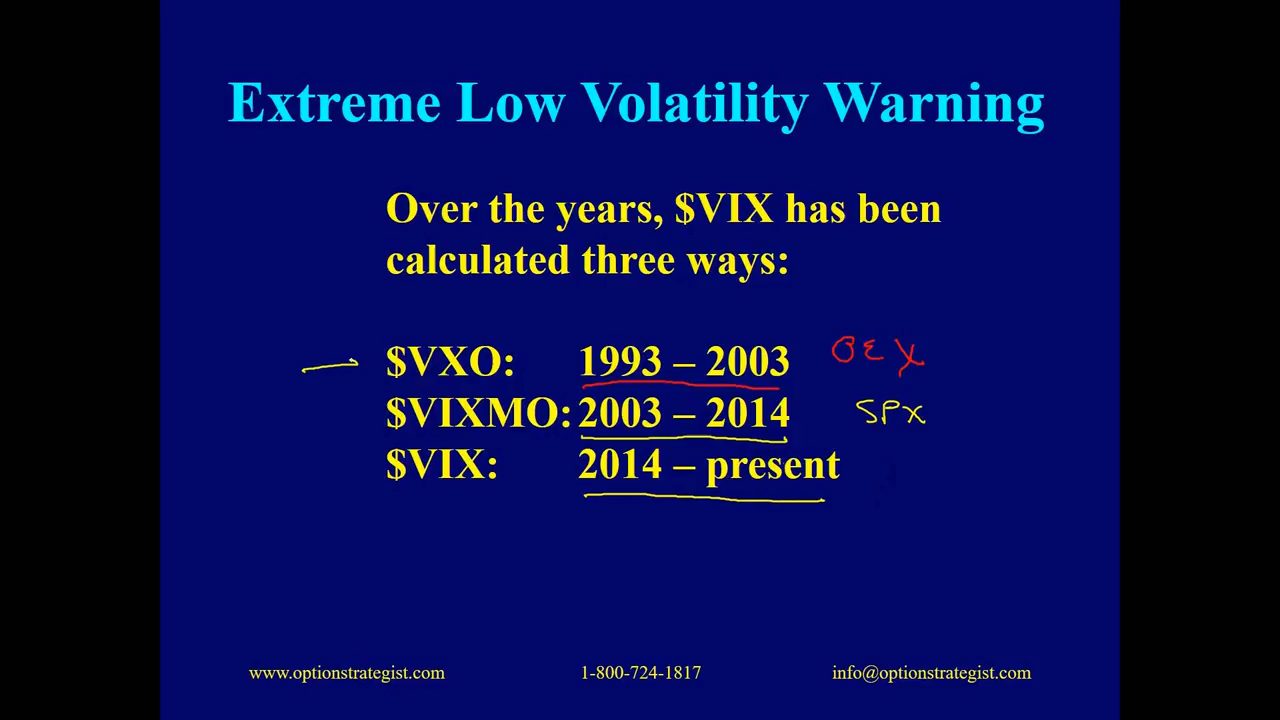 Extreme Low Volatility Warning
Over the years, $VIX has been
calculated three ways:
$VXO: 1993 – 2003 OEX
$VIXMO: 2003 – 2014 SPX
$VIX: 2014 – present
www.optionstrategist.com 1-800-724-1817 info@optionstrategist.com